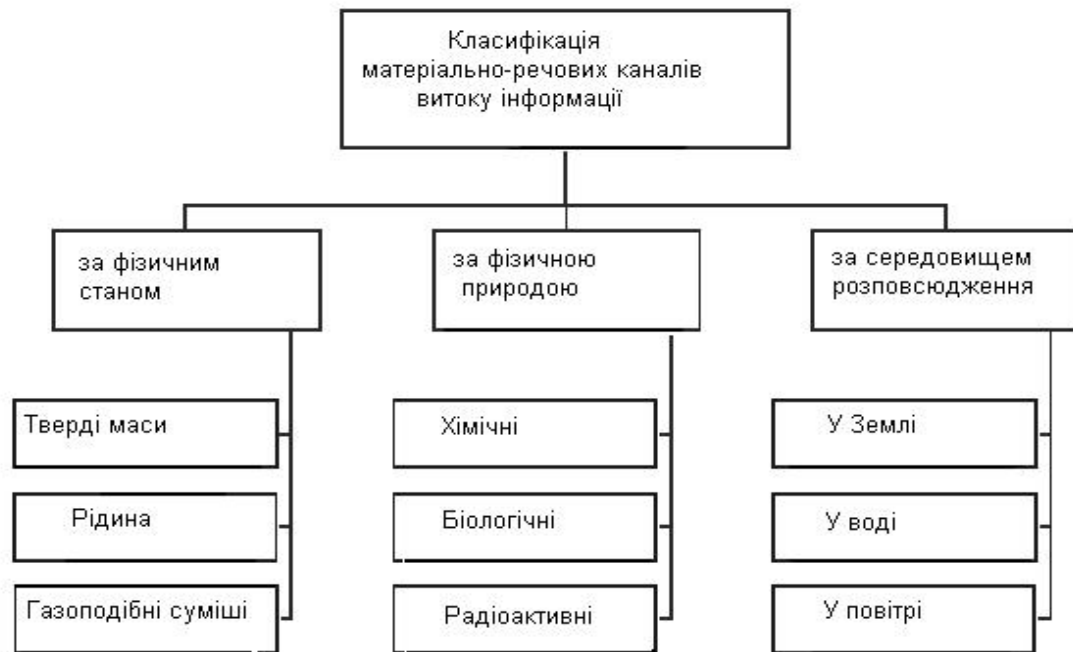 Класифікація
матеріально-речових каналів
витоку інформації
за фізичним
станом
за фізичною
природою
за середовищем
розповсюдження
Тверді маси
Хімічні
У Землі
Рідина
Біологічні
У воді
Газоподібні суміші
Радіоактивні
У повітрі